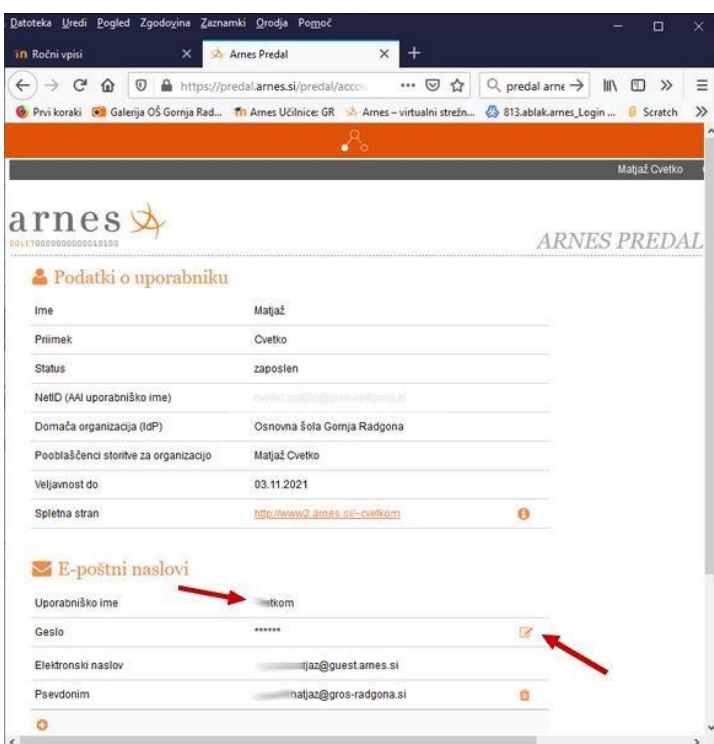 Datoteka Uredi Pogled Zgodovina Zaznamki Orodja Pomoč
Ročni vpisi Arnes Predal
https://predal.arnes.si/predal/accou predal arne
Prvi koraki Galerija OŠ Gornja Rad... Arnes Učilnice: GR Arnes – virtualni strežn... 813.ablak.arnes_Login ... Scratch
Matjaž Cvetko
arnes
ARNES PREDAL
Podatki o uporabniku
Ime Matjaž
Priimek Cvetko
Status zaposlen
NetID (AAI uporabniško ime)
Domača organizacija (IdP) Osnovna šola Gornja Radgona
Pooblaščenci storitve za organizacijo Matjaž Cvetko
Veljavnost do 03.11.2021
Spletna stran http://www2.arnes.si/~cvetkom
E-poštni naslovi
Uporabniško ime tkom
Geslo ******
Elektronski naslov tjaz@guest.arnes.si
Psevdonim natjaz@gros-radgona.si